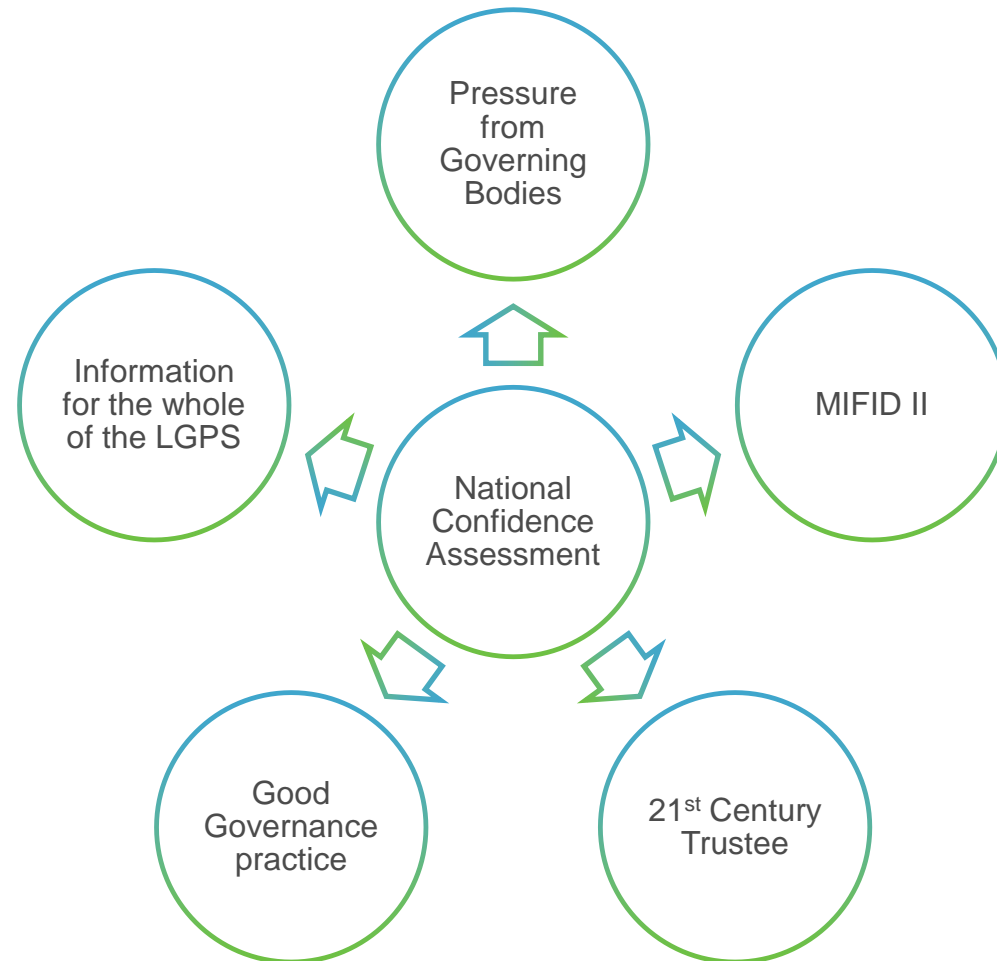 Pressure
from
Governing
Bodies
Information
for the whole
of the LGPS
MIFID II
National
Confidence
Assessment
Good
Governance
practice
21st Century
Trustee